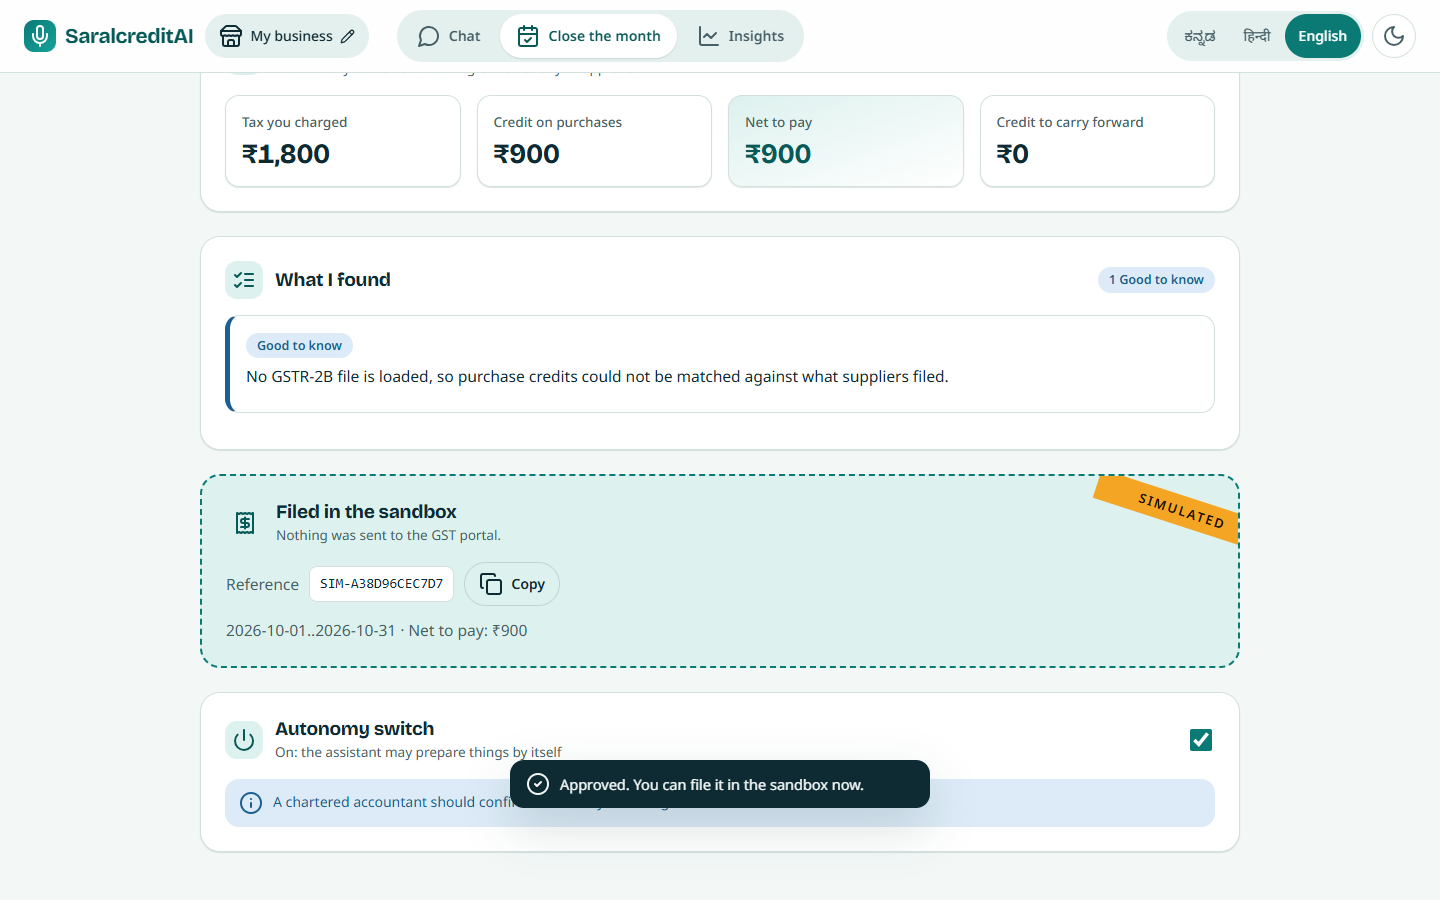 SaralcreditAI
My business
Chat
Close the month
Insights
ಕನ್ನಡ
हिन्दी
English
Tax you charged
₹1,800
Credit on purchases
₹900
Net to pay
₹900
Credit to carry forward
₹0
What I found
1 Good to know
Good to know
No GSTR-2B file is loaded, so purchase credits could not be matched against what suppliers filed.
SIMULATED
Filed in the sandbox
Nothing was sent to the GST portal.
Reference
SIM-A38D96CEC7D7
Copy
2026-10-01..2026-10-31 · Net to pay: ₹900
Autonomy switch
On: the assistant may prepare things by itself
Approved. You can file it in the sandbox now.
A chartered accountant should